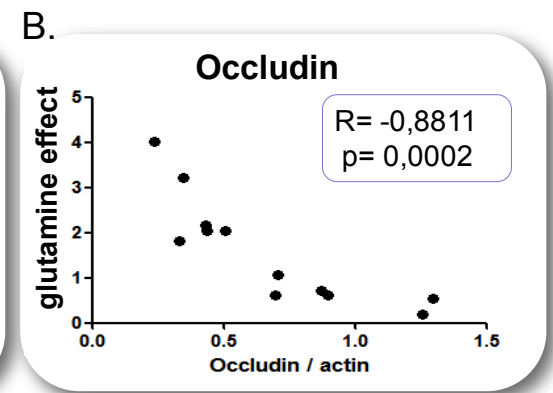 B.
Occludin
R= -0,8811
p= 0,0002
glutamine effect
5
4
3
2
1
0
0.0 0.5 1.0 1.5
Occludin / actin